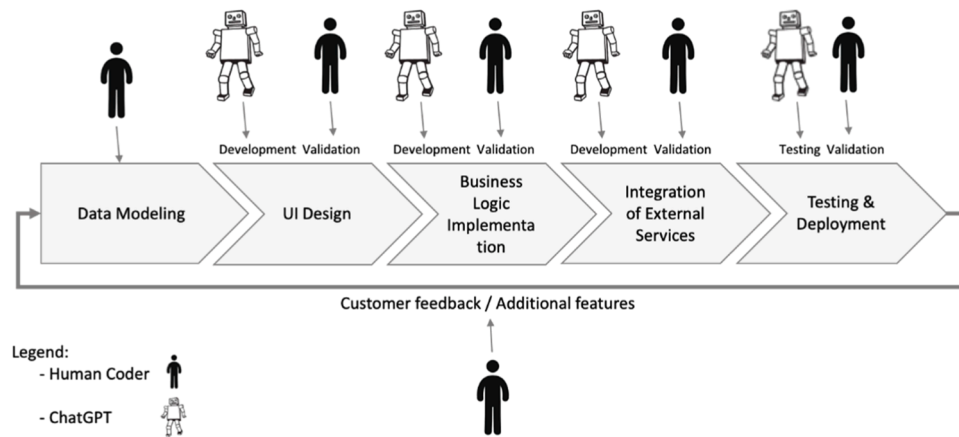 Development Validation
Development Validation
Development Validation
Testing Validation
Data Modeling
UI Design
Business
Logic
Implementa
tion
Integration
of External
Services
Testing &
Deployment
Customer feedback / Additional features
Legend:
- Human Coder
- ChatGPT